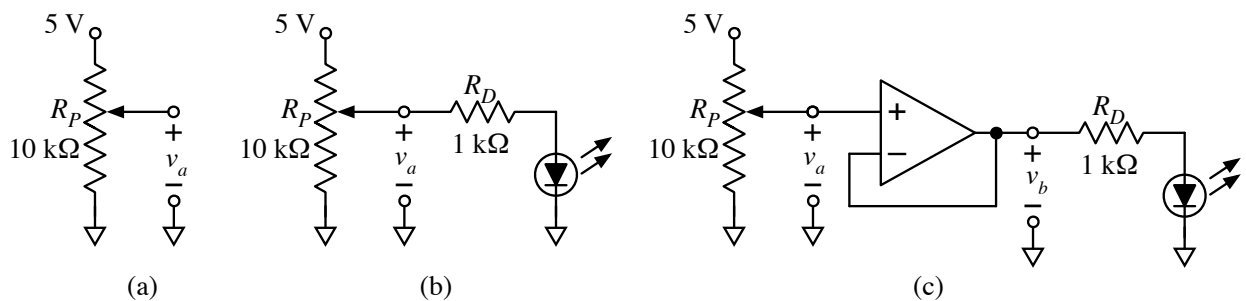 5 V
R_P
10 kΩ
+
v_a
−
(a)
5 V
R_P
10 kΩ
+
v_a
−
R_D
1 kΩ
(b)
5 V
R_P
10 kΩ
+
v_a
−
+
−
+
v_b
−
R_D
1 kΩ
(c)